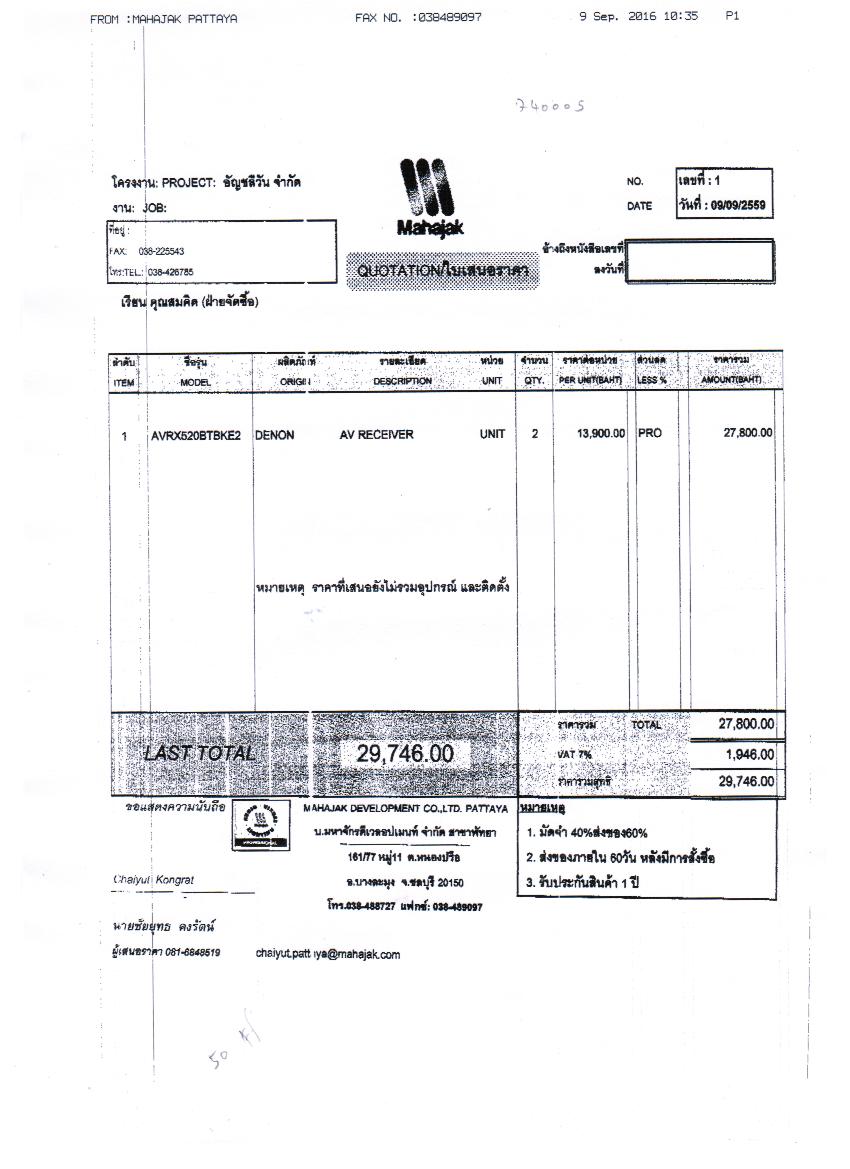 FROM :MAHAJAK PATTAYA FAX NO. :038489097 9 Sep. 2016 10:35 P1
740005
โครงงาน: PROJECT: อัญชลีวัน จำกัด
งาน: JOB:
ที่อยู่ :
FAX: 038-225543
โทร:TEL.: 038-426785
เรียน คุณสมคิด (ฝ่ายจัดซื้อ)
Mahajak
QUOTATION/ใบเสนอราคา
NO. เลขที่ : 1
DATE วันที่ : 09/09/2559
อ้างถึงหนังสือเลขที่
ลงวันที่
ลำดับ ชื่อรุ่น ผลิตภัณฑ์ รายละเอียด หน่วย จำนวน ราคาต่อหน่วย ส่วนลด ราคารวม
ITEM MODEL ORIGIN DESCRIPTION UNIT QTY. PER UNIT(BAHT) LESS % AMOUNT(BAHT)
1 AVRX520BTBKE2 DENON AV RECEIVER UNIT 2 13,900.00 PRO 27,800.00
หมายเหตุ ราคาที่เสนอยังไม่รวมอุปกรณ์ และติดตั้ง
ราคารวม TOTAL 27,800.00
LAST TOTAL 29,746.00 VAT 7% 1,946.00
ราคารวมสุทธิ 29,746.00
ขอแสดงความนับถือ
MAHAJAK DEVELOPMENT CO.,LTD. PATTAYA
บ.มหาจักรดีเวลอปเมนท์ จำกัด สาขาพัทยา
161/77 หมู่11 ต.หนองปรือ
อ.บางละมุง จ.ชลบุรี 20150
โทร.038-488727 แฟกซ์: 038-489097
หมายเหตุ
1. มัดจำ 40%ส่งของ60%
2. ส่งของภายใน 60วัน หลังมีการสั่งซื้อ
3. รับประกันสินค้า 1 ปี
Chaiyut Kongrat
นายชัยยุทธ คงรัตน์
ผู้เสนอราคา 081-6848519 chaiyut.pattaya@mahajak.com
50